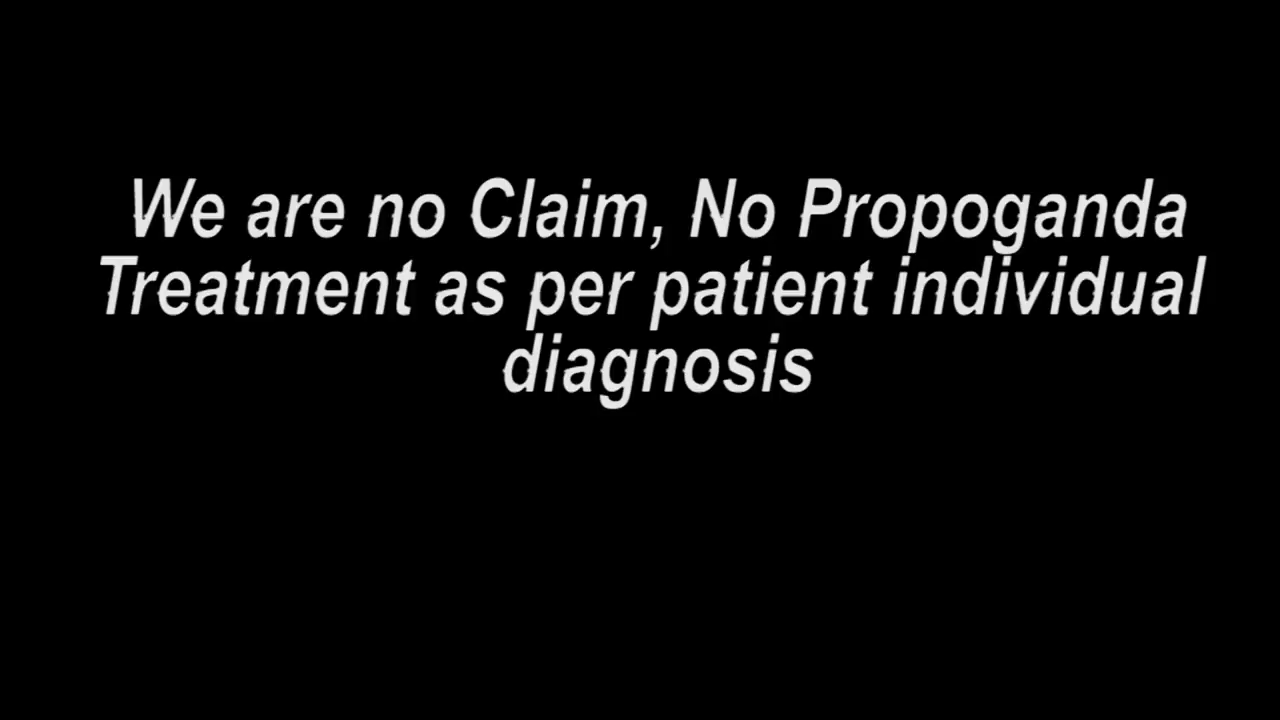 We are no Claim, No Propoganda
Treatment as per patient individual
diagnosis